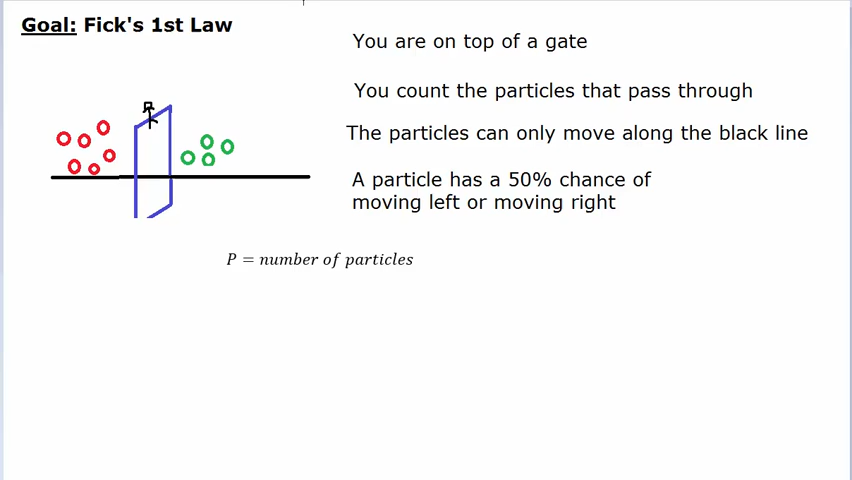 Goal: Fick's 1st Law
You are on top of a gate
You count the particles that pass through
The particles can only move along the black line
A particle has a 50% chance of
moving left or moving right
P = number of particles